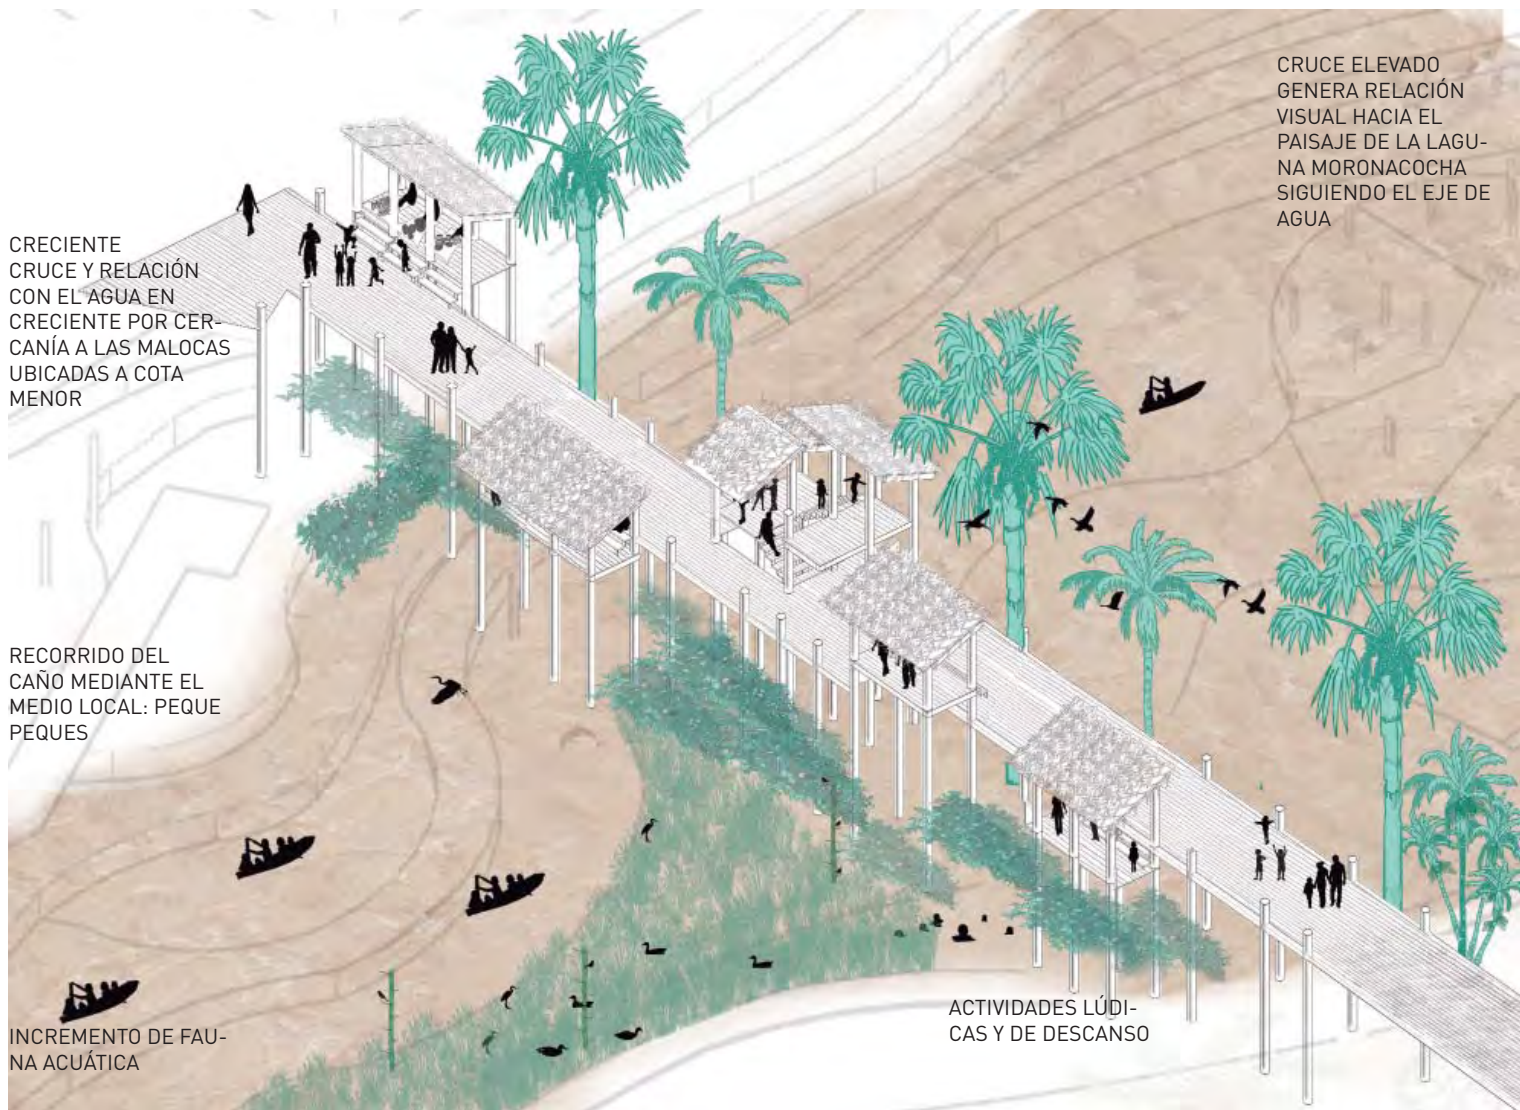 CRUCE ELEVADO
GENERA RELACIÓN
VISUAL HACIA EL
PAISAJE DE LA LAGU-
NA MORONACOCHA
SIGUIENDO EL EJE DE
AGUA
CRECIENTE
CRUCE Y RELACIÓN
CON EL AGUA EN
CRECIENTE POR CER-
CANÍA A LAS MALOCAS
UBICADAS A COTA
MENOR
RECORRIDO DEL
CAÑO MEDIANTE EL
MEDIO LOCAL: PEQUE
PEQUES
ACTIVIDADES LÚDI-
CAS Y DE DESCANSO
INCREMENTO DE FAU-
NA ACUÁTICA